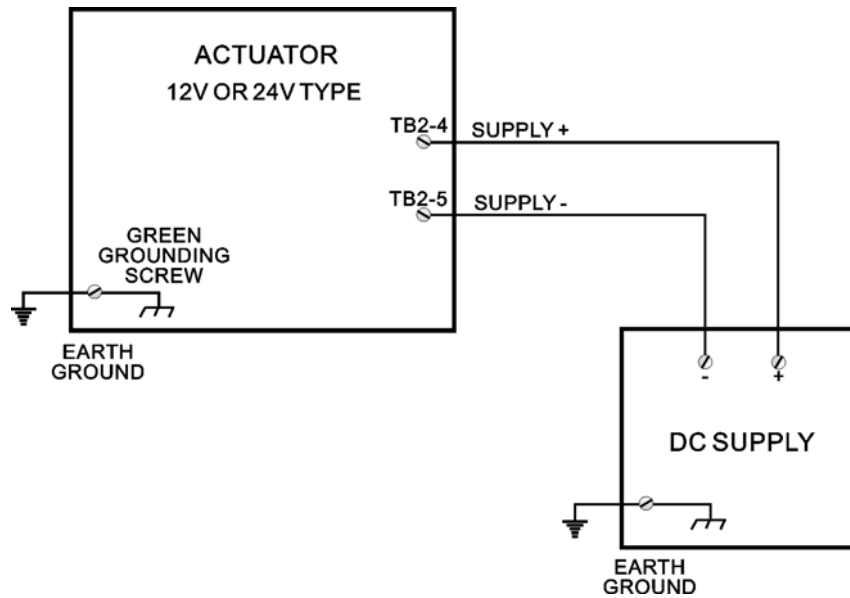 ACTUATOR
12V OR 24V TYPE
TB2-4
SUPPLY +
TB2-5
SUPPLY -
GREEN
GROUNDING
SCREW
EARTH
GROUND
- +
DC SUPPLY
EARTH
GROUND